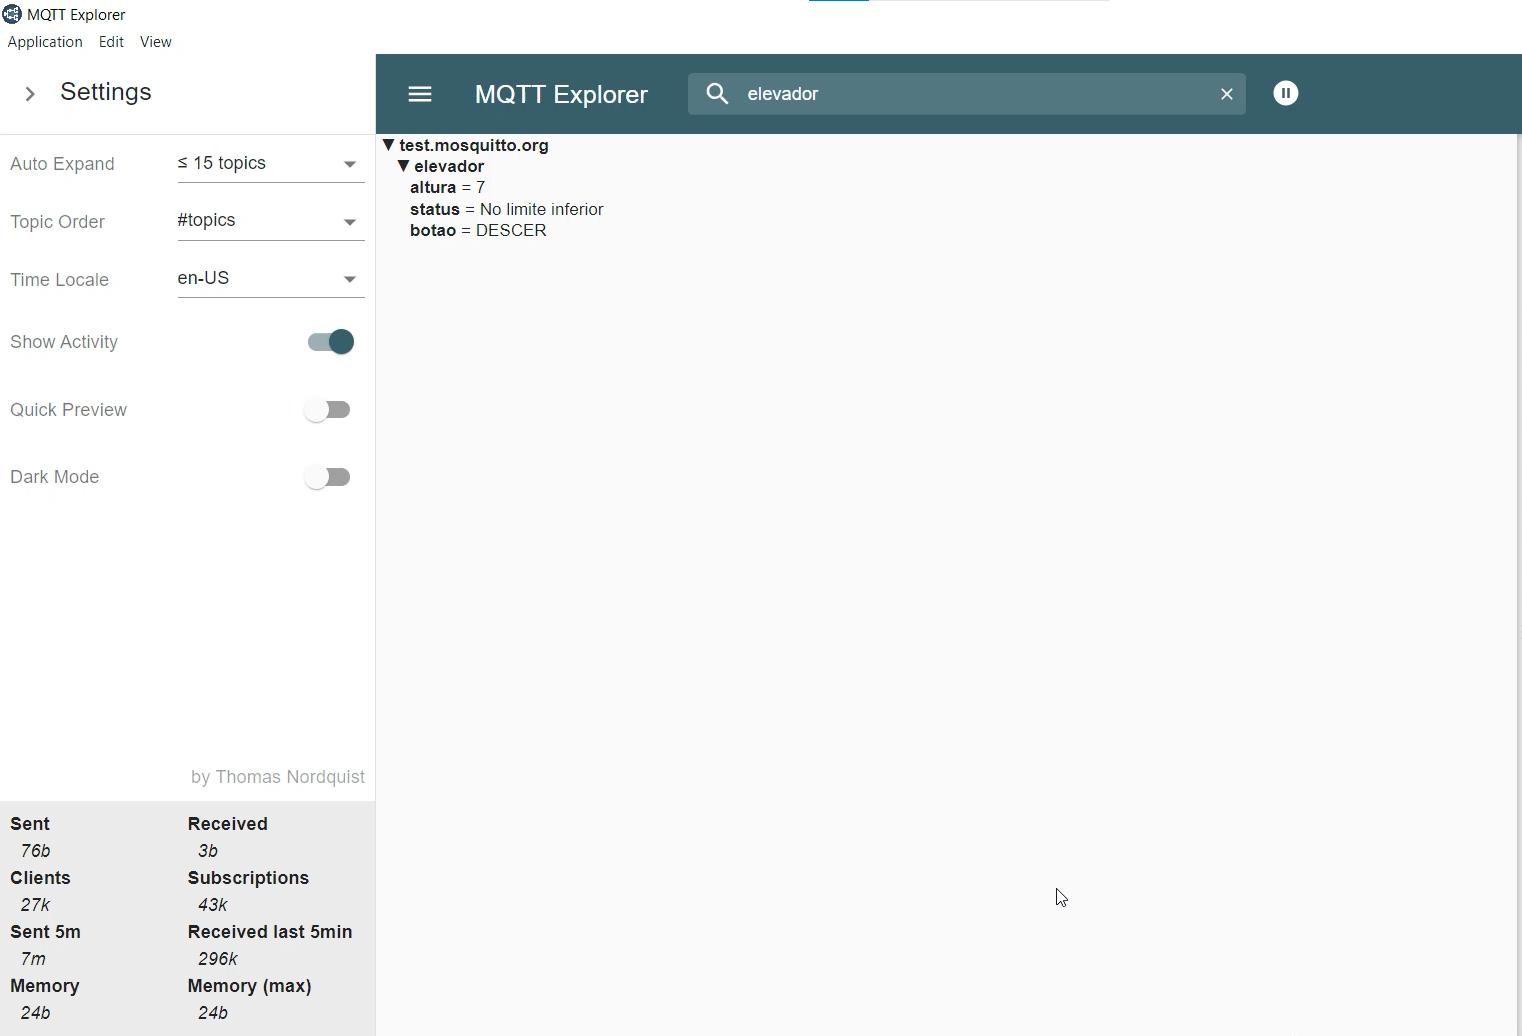 MQTT Explorer
Application Edit View
Settings
MQTT Explorer
elevador
Auto Expand ≤ 15 topics
Topic Order #topics
Time Locale en-US
Show Activity
Quick Preview
Dark Mode
by Thomas Nordquist
Sent Received
76b 3b
Clients Subscriptions
27k 43k
Sent 5m Received last 5min
7m 296k
Memory Memory (max)
24b 24b
▼ test.mosquitto.org
▼ elevador
altura = 7
status = No limite inferior
botao = DESCER